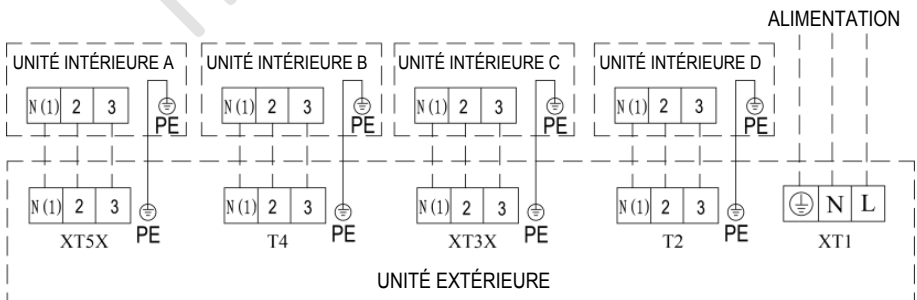 ALIMENTATION
UNITÉ INTÉRIEURE A UNITÉ INTÉRIEURE B UNITÉ INTÉRIEURE C UNITÉ INTÉRIEURE D
N (1) 2 3 N (1) 2 3 N (1) 2 3 N (1) 2 3
PE PE PE PE
N (1) 2 3 N (1) 2 3 N (1) 2 3 N (1) 2 3 N L
XT5X PE T4 PE XT3X PE T2 PE XT1
UNITÉ EXTÉRIEURE